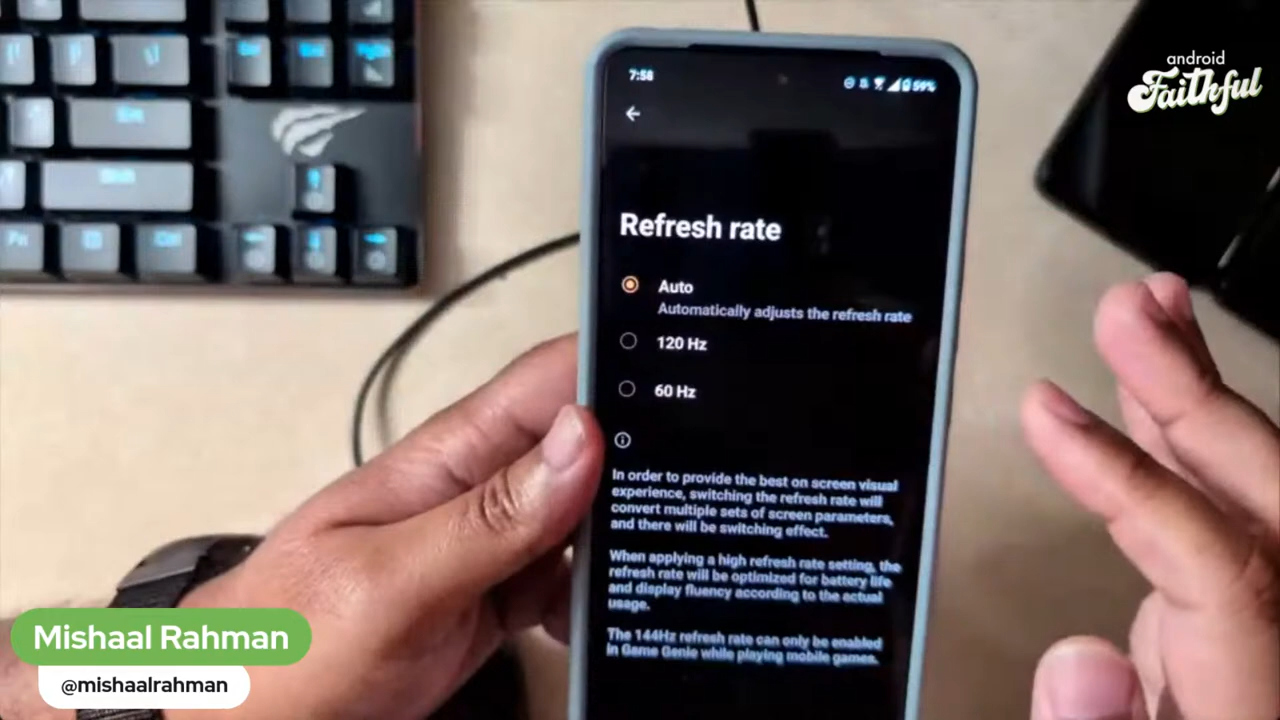 android
Faithful
7:58
59%
Refresh rate
Auto
Automatically adjusts the refresh rate
120 Hz
60 Hz
In order to provide the best on screen visual
experience, switching the refresh rate will
convert multiple sets of screen parameters,
and there will be switching effect.
When applying a high refresh rate setting, the
refresh rate will be optimized for battery life
and display fluency according to the actual
usage.
The 144Hz refresh rate can only be enabled
in Game Genie while playing mobile games.
Mishaal Rahman
@mishaalrahman